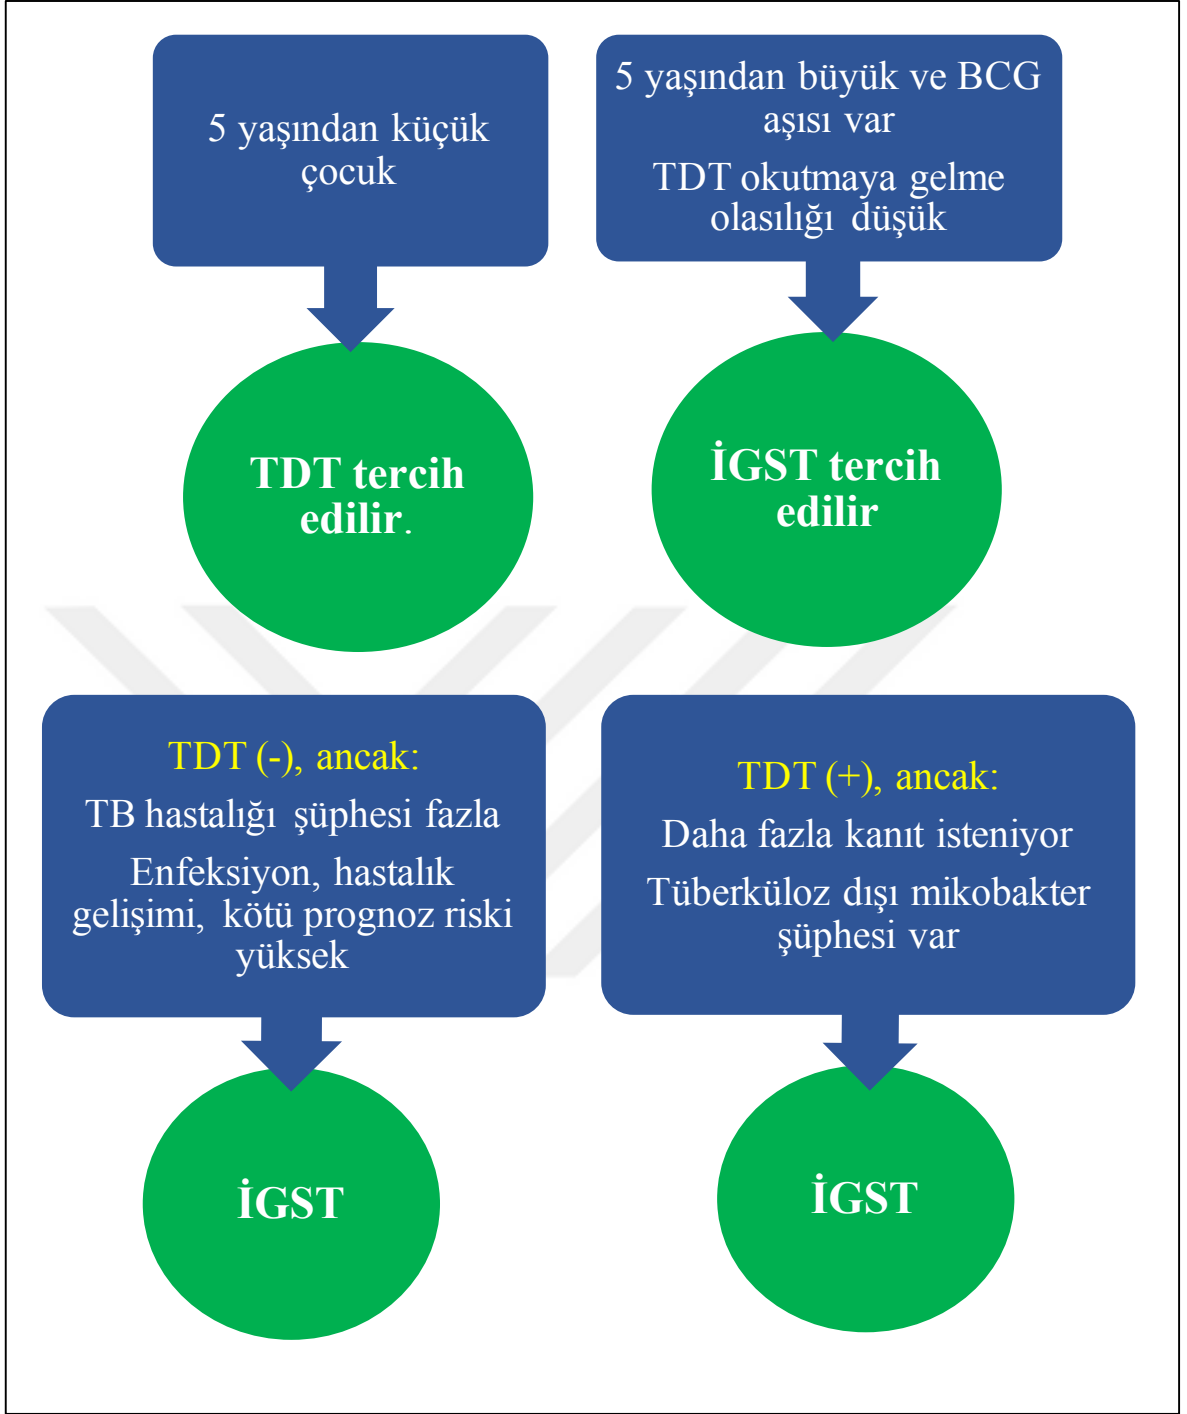 5 yaşından küçük
çocuk
5 yaşından büyük ve BCG
aşısı var
TDT okutmaya gelme
olasılığı düşük
TDT tercih
edilir.
İGST tercih
edilir
TDT (-), ancak:
TB hastalığı şüphesi fazla
Enfeksiyon, hastalık
gelişimi, kötü prognoz riski
yüksek
TDT (+), ancak:
Daha fazla kanıt isteniyor
Tüberküloz dışı mikobakter
şüphesi var
İGST
İGST